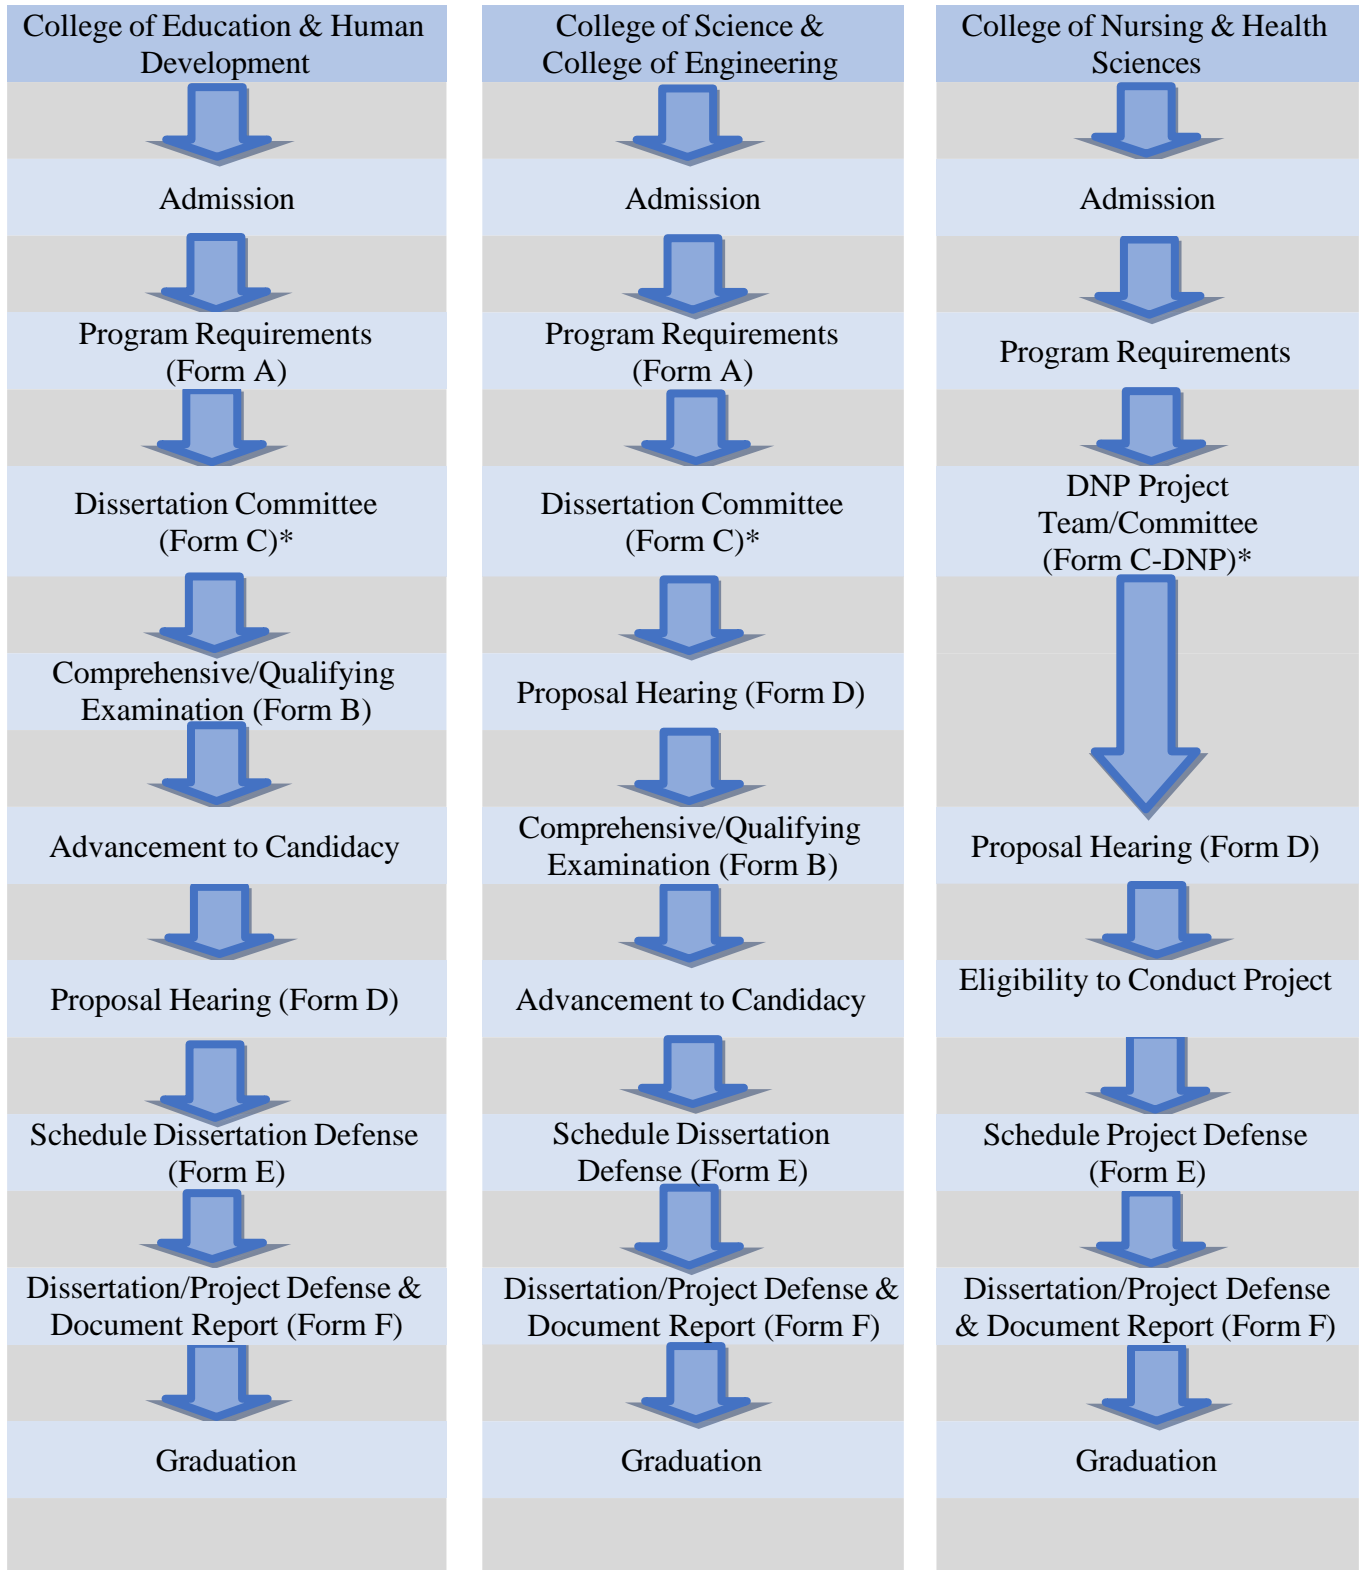 College of Education & Human
Development
Admission
Program Requirements
(Form A)
Dissertation Committee
(Form C)*
Comprehensive/Qualifying
Examination (Form B)
Advancement to Candidacy
Proposal Hearing (Form D)
Schedule Dissertation Defense
(Form E)
Dissertation/Project Defense &
Document Report (Form F)
Graduation
College of Science &
College of Engineering
Admission
Program Requirements
(Form A)
Dissertation Committee
(Form C)*
Proposal Hearing (Form D)
Comprehensive/Qualifying
Examination (Form B)
Advancement to Candidacy
Schedule Dissertation
Defense (Form E)
Dissertation/Project Defense &
Document Report (Form F)
Graduation
College of Nursing & Health
Sciences
Admission
Program Requirements
DNP Project
Team/Committee
(Form C-DNP)*
Proposal Hearing (Form D)
Eligibility to Conduct Project
Schedule Project Defense
(Form E)
Dissertation/Project Defense
& Document Report (Form F)
Graduation